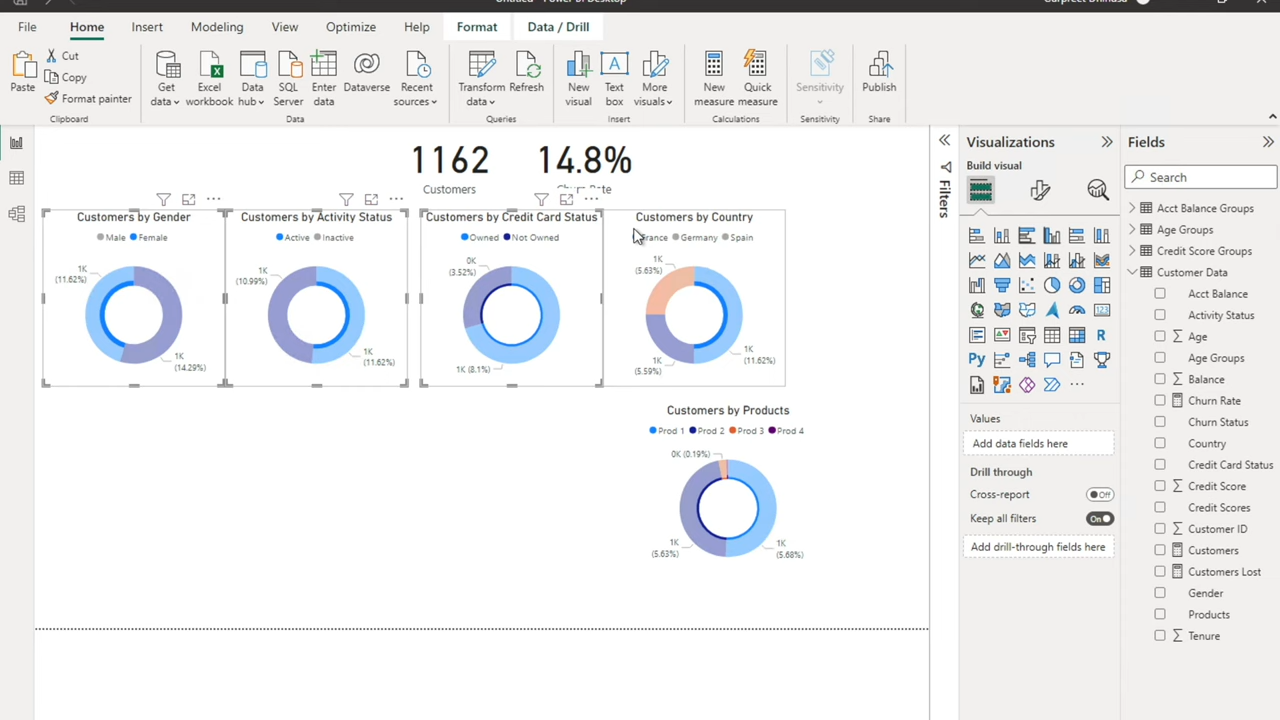 File Home Insert Modeling View Optimize Help Format Data / Drill
Paste
Cut
Copy
Format painter
Clipboard
Get data
Excel workbook
Data hub
SQL Server
Enter data
Dataverse
Recent sources
Data
Transform data
Refresh
Queries
New visual
Text box
More visuals
Insert
New measure
Quick measure
Calculations
Sensitivity
Sensitivity
Publish
Share
1162
Customers
14.8%
Churn Rate
Customers by Gender
Male Female
1K
(11.62%)
1K
(14.29%)
Customers by Activity Status
Active Inactive
1K
(10.99%)
1K
(11.62%)
Customers by Credit Card Status
Owned Not Owned
0K
(3.52%)
1K (8.1%)
Customers by Country
France Germany Spain
1K
(5.63%)
1K
(5.59%)
1K
(11.62%)
Customers by Products
Prod 1 Prod 2 Prod 3 Prod 4
0K (0.19%)
1K
(5.63%)
1K
(5.68%)
Filters
Visualizations
Build visual
R
Py
Values
Add data fields here
Drill through
Cross-report
Off
Keep all filters
On
Add drill-through fields here
Fields
Search
Acct Balance Groups
Age Groups
Credit Score Groups
Customer Data
Acct Balance
Activity Status
Age
Age Groups
Balance
Churn Rate
Churn Status
Country
Credit Card Status
Credit Score
Credit Scores
Customer ID
Customers
Customers Lost
Gender
Products
Tenure